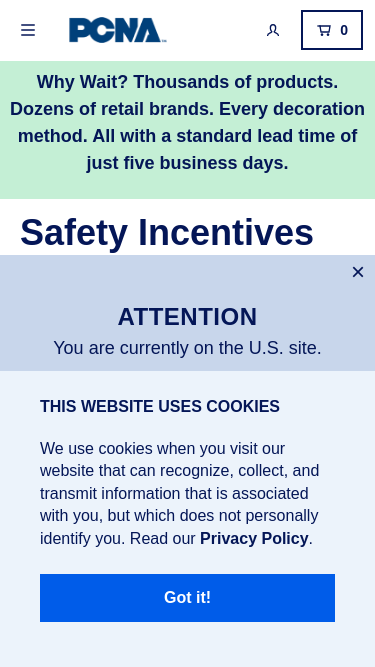 PCNA
0
Why Wait? Thousands of products.
Dozens of retail brands. Every decoration
method. All with a standard lead time of
just five business days.
Safety Incentives
ATTENTION
You are currently on the U.S. site.
THIS WEBSITE USES COOKIES
We use cookies when you visit our
website that can recognize, collect, and
transmit information that is associated
with you, but which does not personally
identify you. Read our Privacy Policy.
Got it!